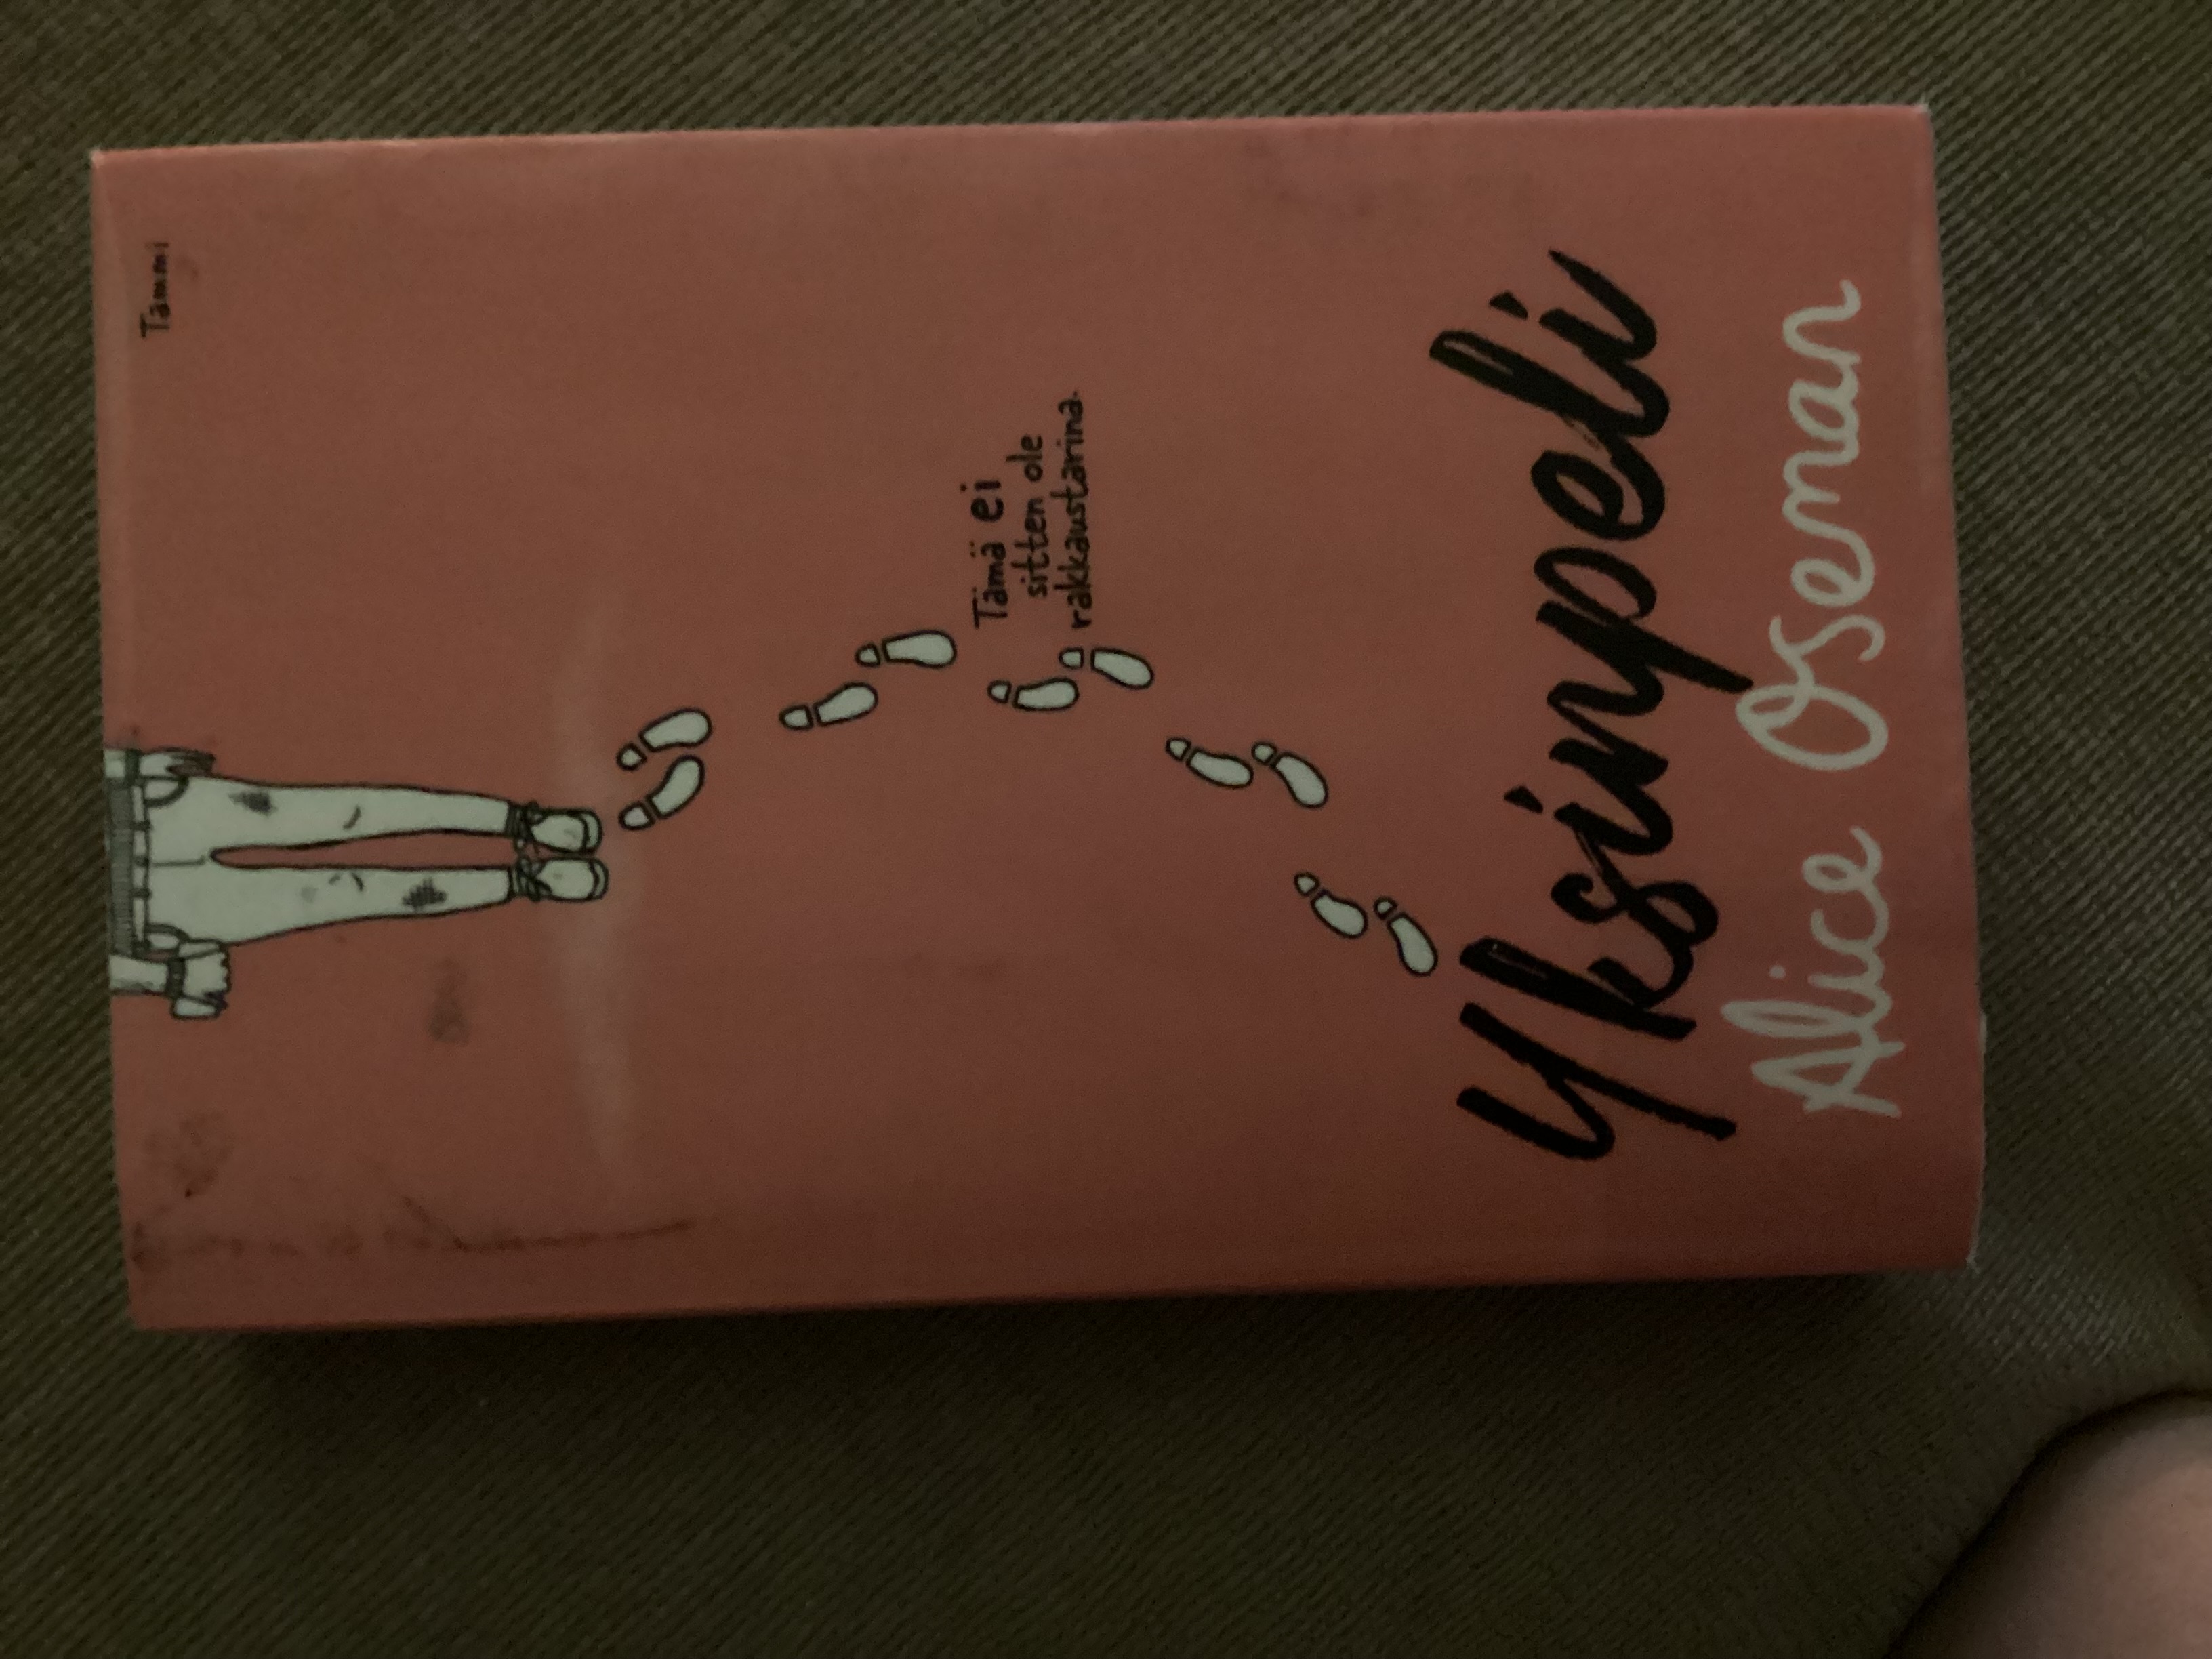 Alice Oseman
Yksinpeli
Tämä ei
sitten ole
rakkaustarina.
Tammi